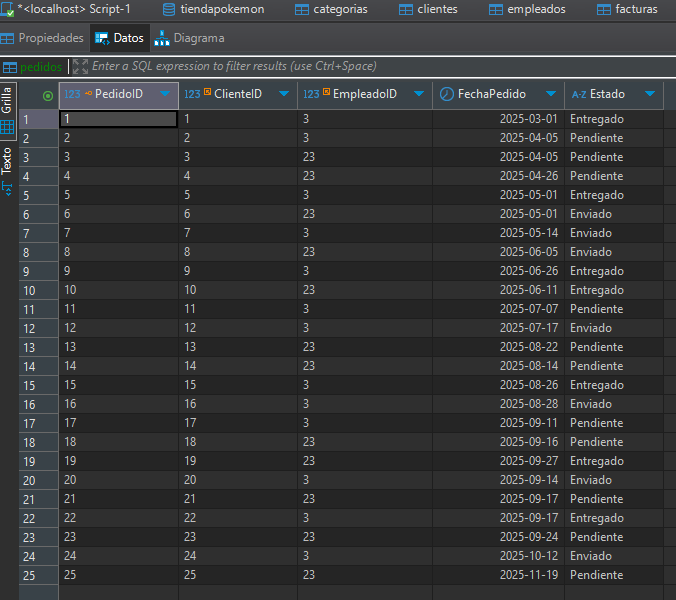 *<localhost> Script-1 tiendapokemon categorias clientes empleados facturas
Propiedades Datos Diagrama
pedidos Enter a SQL expression to filter results (use Ctrl+Space)
Grilla
Texto
123 PedidoID 123 ClienteID 123 EmpleadoID FechaPedido A-Z Estado
1 1 1 3 2025-03-01 Entregado
2 2 2 3 2025-04-05 Pendiente
3 3 3 23 2025-04-05 Pendiente
4 4 4 23 2025-04-26 Pendiente
5 5 5 3 2025-05-01 Entregado
6 6 6 23 2025-05-01 Enviado
7 7 7 3 2025-05-14 Enviado
8 8 8 23 2025-06-05 Enviado
9 9 9 3 2025-06-26 Entregado
10 10 10 23 2025-06-11 Entregado
11 11 11 3 2025-07-07 Pendiente
12 12 12 3 2025-07-17 Enviado
13 13 13 23 2025-08-22 Pendiente
14 14 14 23 2025-08-14 Pendiente
15 15 15 3 2025-08-26 Entregado
16 16 16 3 2025-08-28 Enviado
17 17 17 3 2025-09-11 Pendiente
18 18 18 23 2025-09-16 Pendiente
19 19 19 23 2025-09-27 Entregado
20 20 20 3 2025-09-14 Enviado
21 21 21 23 2025-09-17 Pendiente
22 22 22 3 2025-09-17 Entregado
23 23 23 23 2025-09-24 Pendiente
24 24 24 3 2025-10-12 Enviado
25 25 25 23 2025-11-19 Pendiente